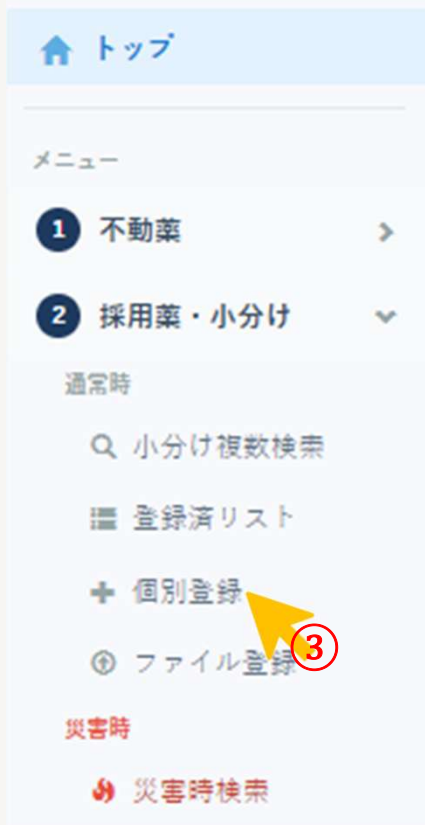 トップ
メニュー
1 不動薬
2 採用薬・小分け
通常時
小分け複数検索
登録済リスト
個別登録
③
ファイル登録
災害時
災害時検索